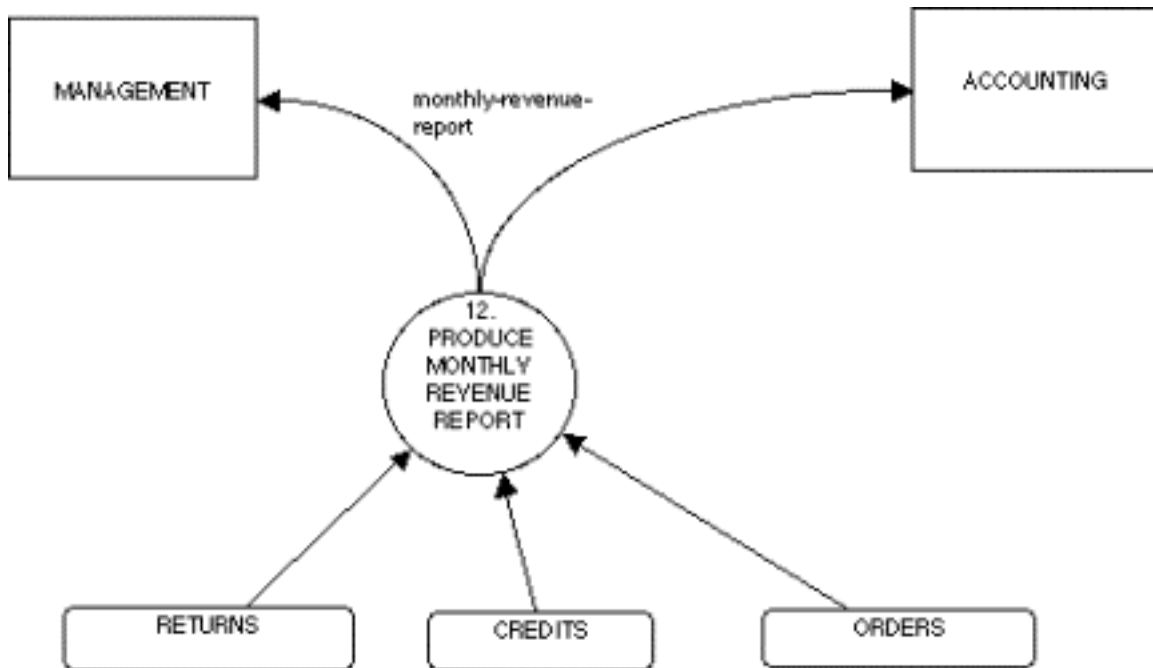 MANAGEMENT
ACCOUNTING
monthly-revenue-
report
12.
PRODUCE
MONTHLY
REVENUE
REPORT
RETURNS
CREDITS
ORDERS